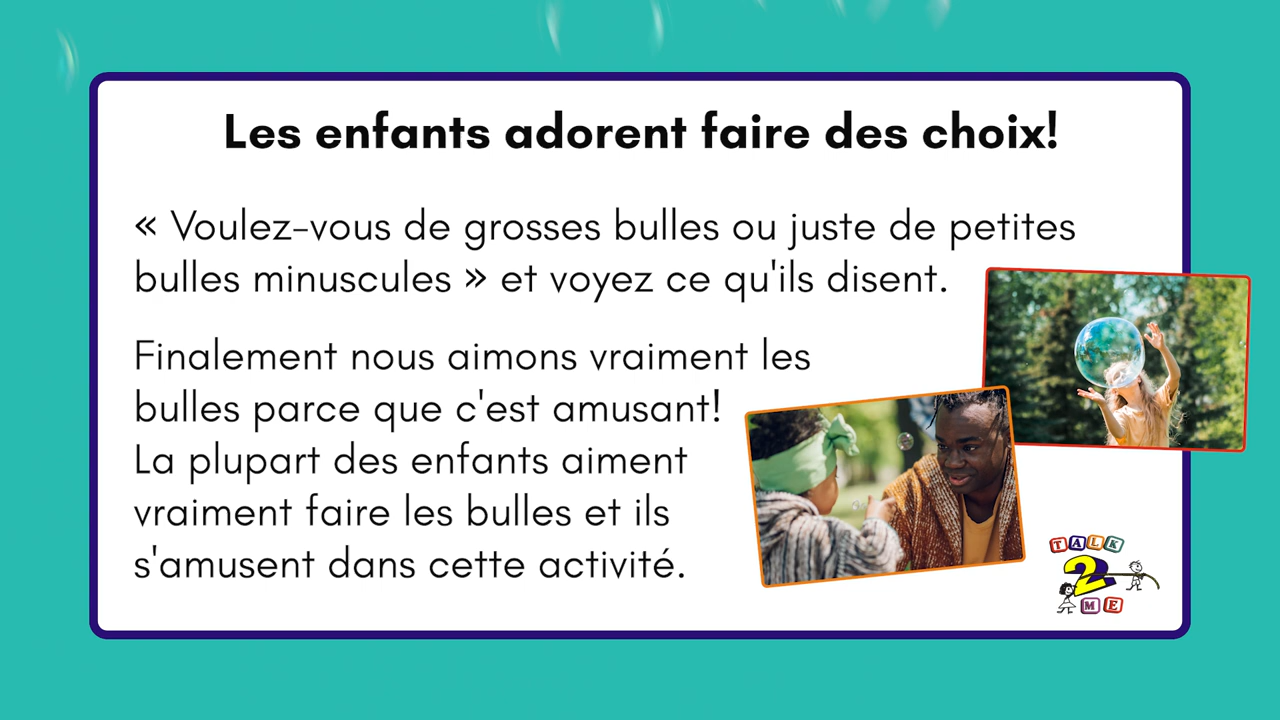 Les enfants adorent faire des choix!
« Voulez-vous de grosses bulles ou juste de petites
bulles minuscules » et voyez ce qu'ils disent.
Finalement nous aimons vraiment les
bulles parce que c'est amusant!
La plupart des enfants aiment
vraiment faire les bulles et ils
s'amusent dans cette activité.
TALK
2
ME